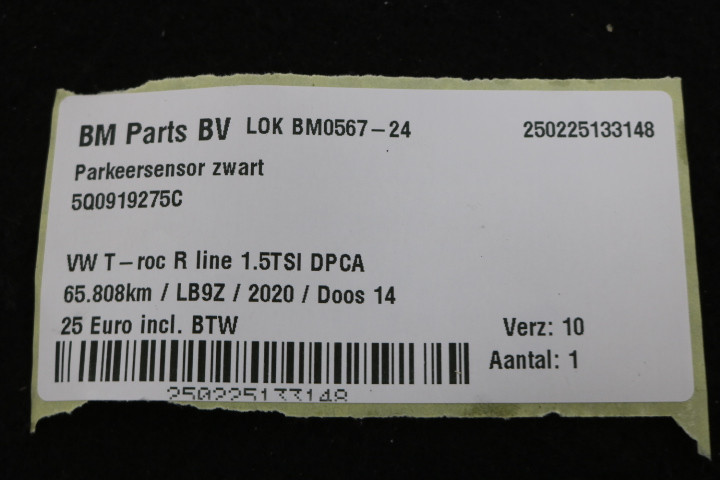 BM Parts BV LOK BM0567-24 250225133148
Parkeersensor zwart
5Q0919275C
VW T-roc R line 1.5TSI DPCA
65.808km / LB9Z / 2020 / Doos 14
25 Euro incl. BTW Verz: 10
Aantal: 1
250225133148